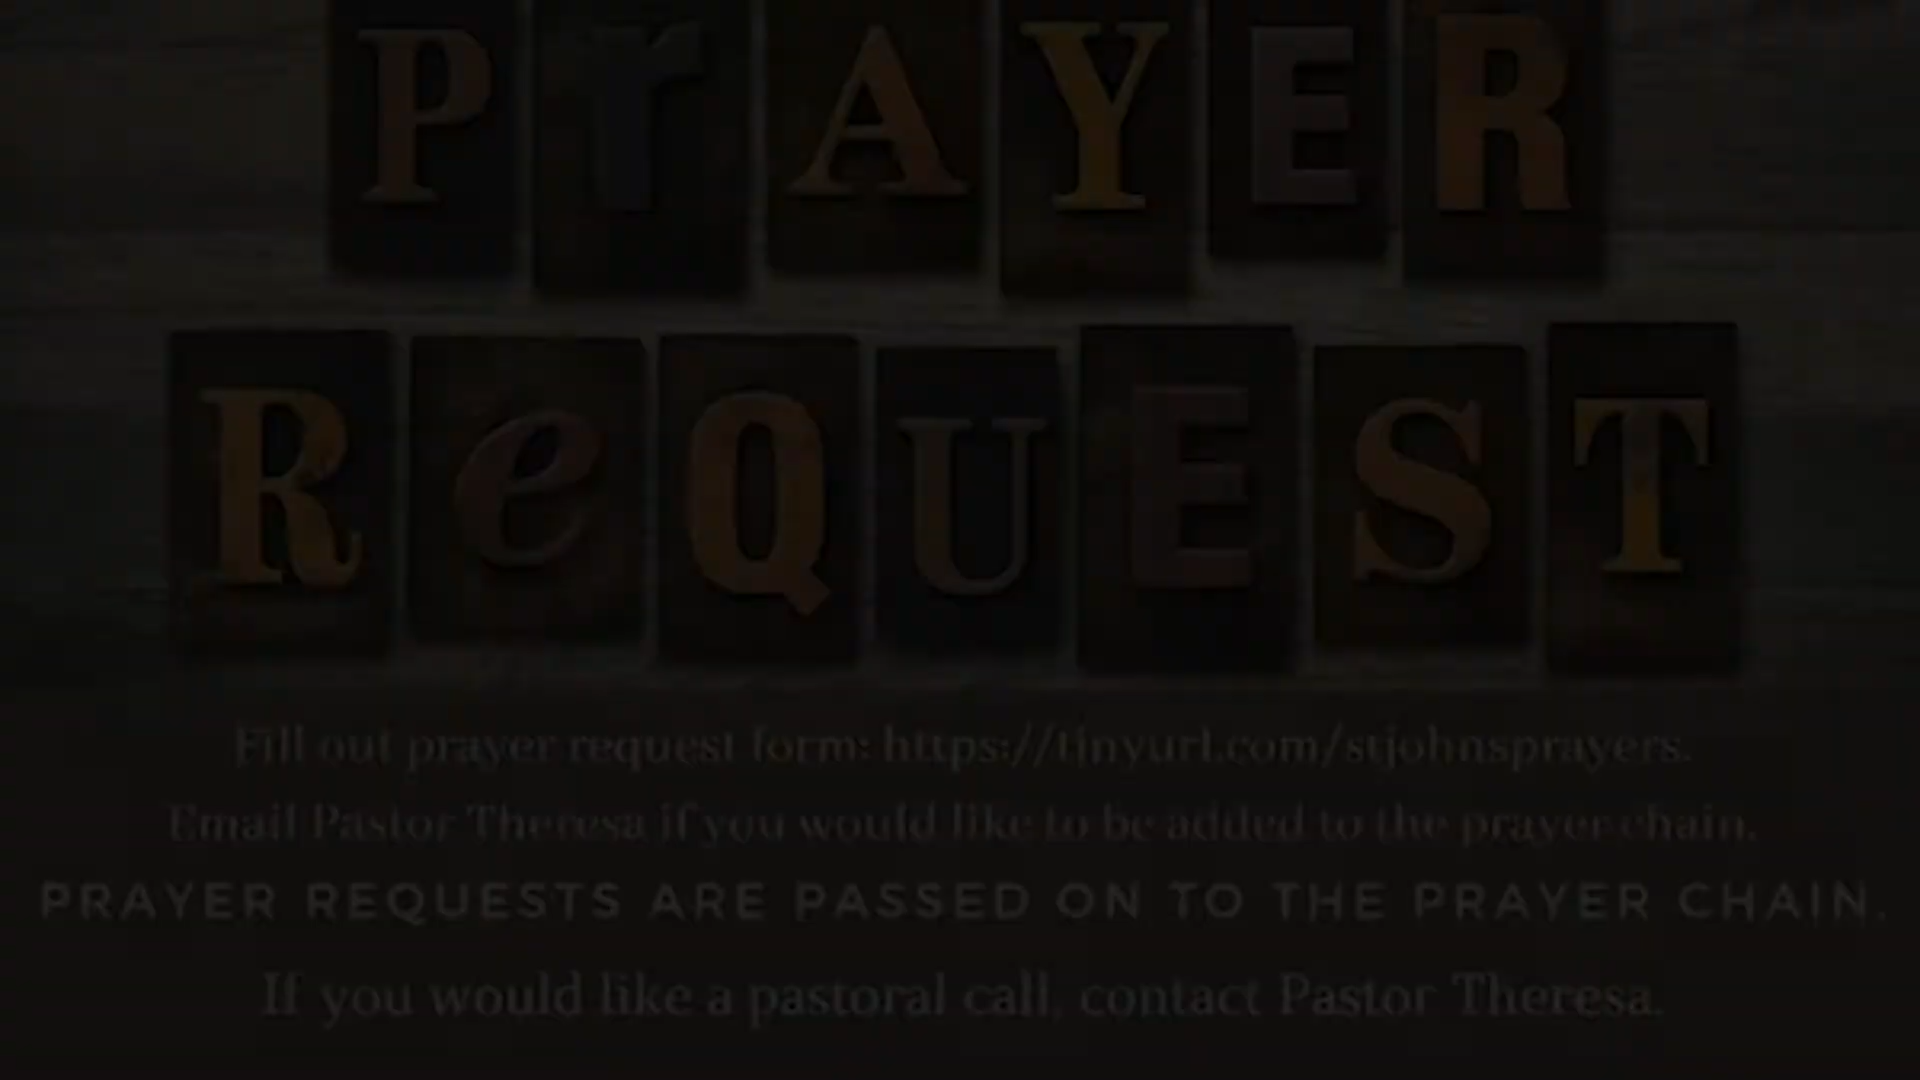 PrAYER
ReQUEST
Fill out prayer request form: https://tinyurl.com/stjohnsprayers.
Email Pastor Theresa if you would like to be added to the prayer chain.
PRAYER REQUESTS ARE PASSED ON TO THE PRAYER CHAIN.
If you would like a pastoral call, contact Pastor Theresa.